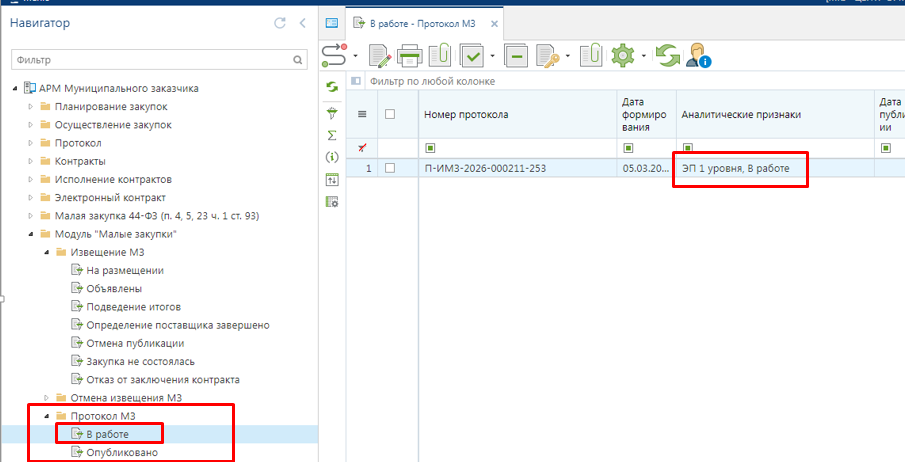 Навигатор
В работе - Протокол МЗ
Фильтр
Фильтр по любой колонке
АРМ Муниципального заказчика
Планирование закупок
Осуществление закупок
Протокол
Контракты
Исполнение контрактов
Электронный контракт
Малая закупка 44-ФЗ (п. 4, 5, 23 ч. 1 ст. 93)
Модуль "Малые закупки"
Извещение МЗ
На размещении
Объявлены
Подведение итогов
Определение поставщика завершено
Отмена публикации
Закупка не состоялась
Отказ от заключения контракта
Отмена извещения МЗ
Протокол МЗ
В работе
Опубликовано
Номер протокола
Дата
формиро
вания
Аналитические признаки
Дата
публи
ии
1
П-ИМЗ-2026-000211-253
05.03.20...
ЭП 1 уровня, В работе